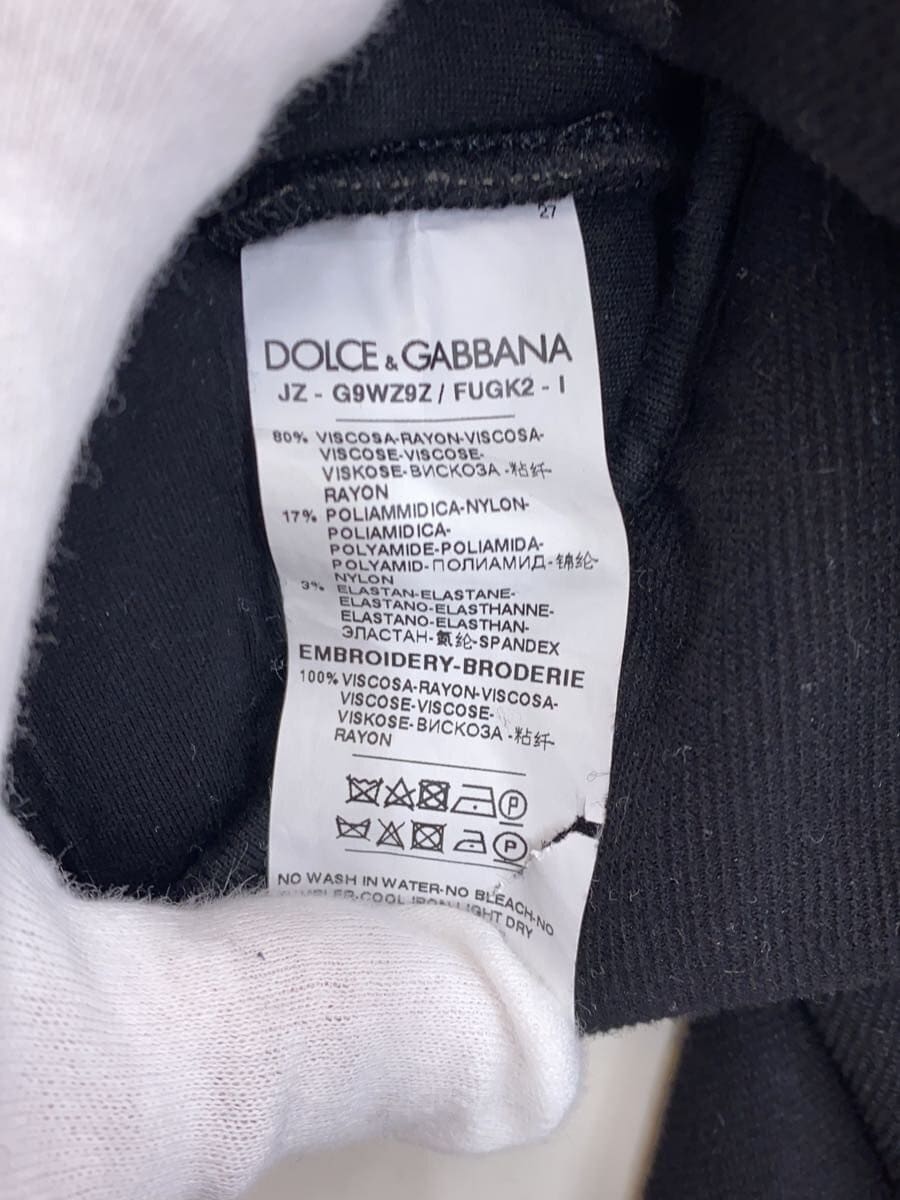 27
DOLCE & GABBANA
JZ - G9WZ9Z / FUGK2 - I
80% VISCOSA-RAYON-VISCOSA-
VISCOSE-VISCOSE-
VISKOSE-ВИСКОЗА-粘纤-
RAYON
17% POLIAMMIDICA-NYLON-
POLIAMIDICA-
POLYAMIDE-POLIAMIDA-
POLYAMID-ПОЛИАМИД-锦纶-
NYLON
3% ELASTAN-ELASTANE-
ELASTANO-ELASTHANNE-
ELASTANO-ELASTHAN-
ЭЛАСТАН-氨纶-SPANDEX
EMBROIDERY-BRODERIE
100% VISCOSA-RAYON-VISCOSA-
VISCOSE-VISCOSE-
VISKOSE-ВИСКОЗА-粘纤-
RAYON
P
P
NO WASH IN WATER-NO BLEACH-NO
COOL IRON-LIGHT DRY